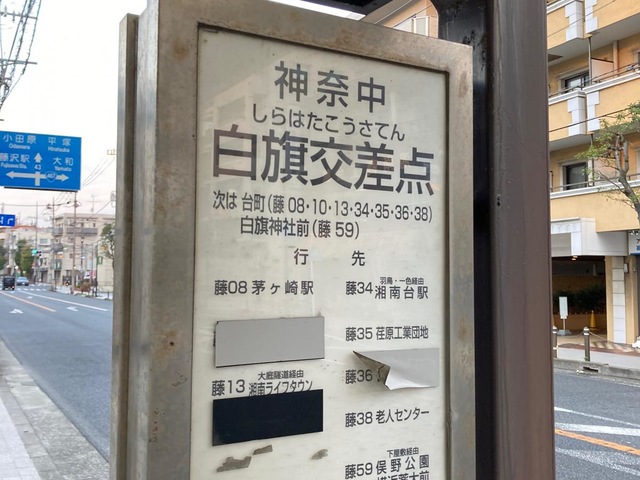 神奈中
しらはたこうさてん
白旗交差点
次は 台町(藤 08・10・13・34・35・36・38)
白旗神社前(藤 59)
行先
藤08 茅ヶ崎駅
大庭隧道経由
藤13 湘南ライフタウン
羽鳥・一色経由
藤34 湘南台駅
藤35 荏原工業団地
藤36
藤38 老人センター
下屋敷経由
藤59 俣野公園
小田原 平塚
Odawara Hiratsuka
藤沢駅 大和
Fujisawa Sta. 43 Yamato
467